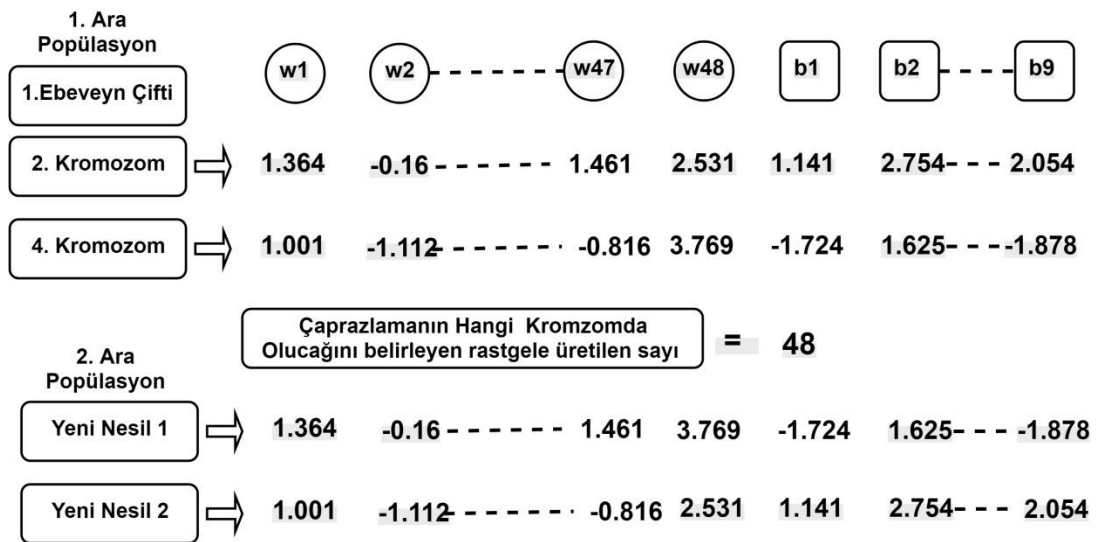 1. Ara
Popülasyon
1.Ebeveyn Çifti
w1 w2 w47 w48 b1 b2 b9
2. Kromozom 1.364 -0.16 1.461 2.531 1.141 2.754 2.054
4. Kromozom 1.001 -1.112 -0.816 3.769 -1.724 1.625 -1.878
Çaprazlamanın Hangi Kromzomda
Olucağını belirleyen rastgele üretilen sayı = 48
2. Ara
Popülasyon
Yeni Nesil 1 1.364 -0.16 1.461 3.769 -1.724 1.625 -1.878
Yeni Nesil 2 1.001 -1.112 -0.816 2.531 1.141 2.754 2.054